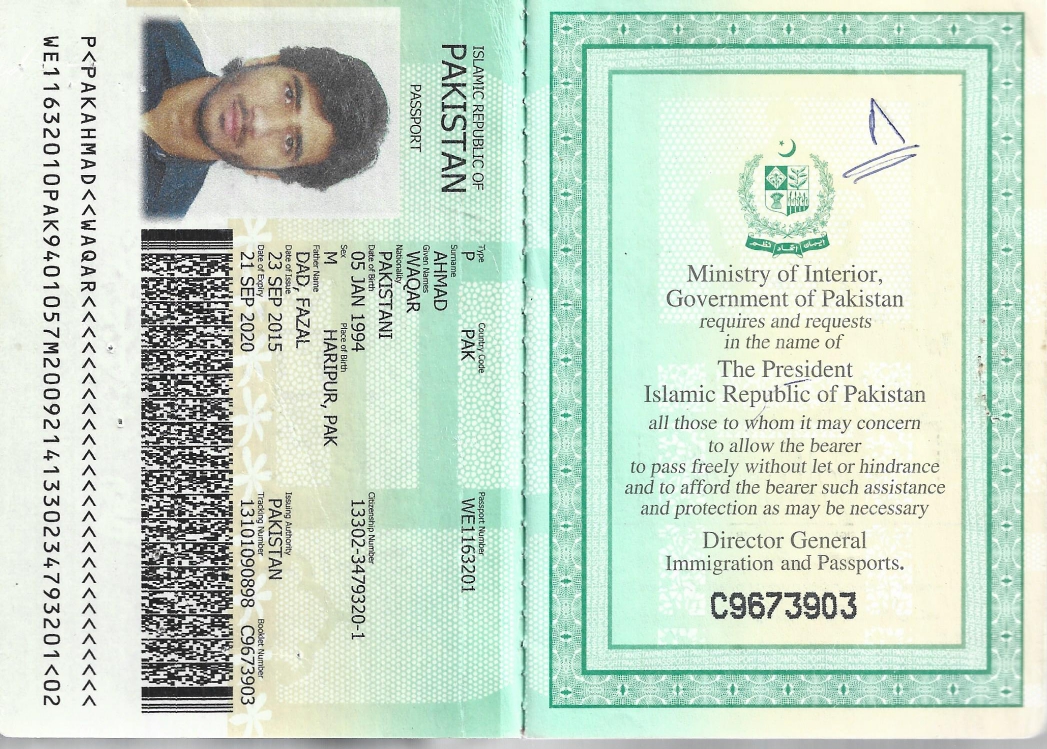 ISLAMIC REPUBLIC OF
PAKISTAN
PASSPORT
Type
P
Country Code
PAK
Passport Number
WE1163201
Surname
AHMAD
Given Names
WAQAR
Nationality
PAKISTANI
Date of Birth
05 JAN 1994
Citizenship Number
13302-3479320-1
Sex
M
Place of Birth
HARIPUR, PAK
Father Name
DAD, FAZAL
Date of Issue
23 SEP 2015
Issuing Authority
PAKISTAN
Date of Expiry
21 SEP 2020
Tracking Number
13101090898
Booklet Number
C9673903
P<PAKAHMAD<<WAQAR<<<<<<<<<<<<<<<<<<<<<<<<<<<
WE11632010PAK9401057M20092141330234793201<02
ایمان اتحاد نظم
Ministry of Interior,
Government of Pakistan
requires and requests
in the name of
The President
Islamic Republic of Pakistan
all those to whom it may concern
to allow the bearer
to pass freely without let or hindrance
and to afford the bearer such assistance
and protection as may be necessary
Director General
Immigration and Passports.
C9673903